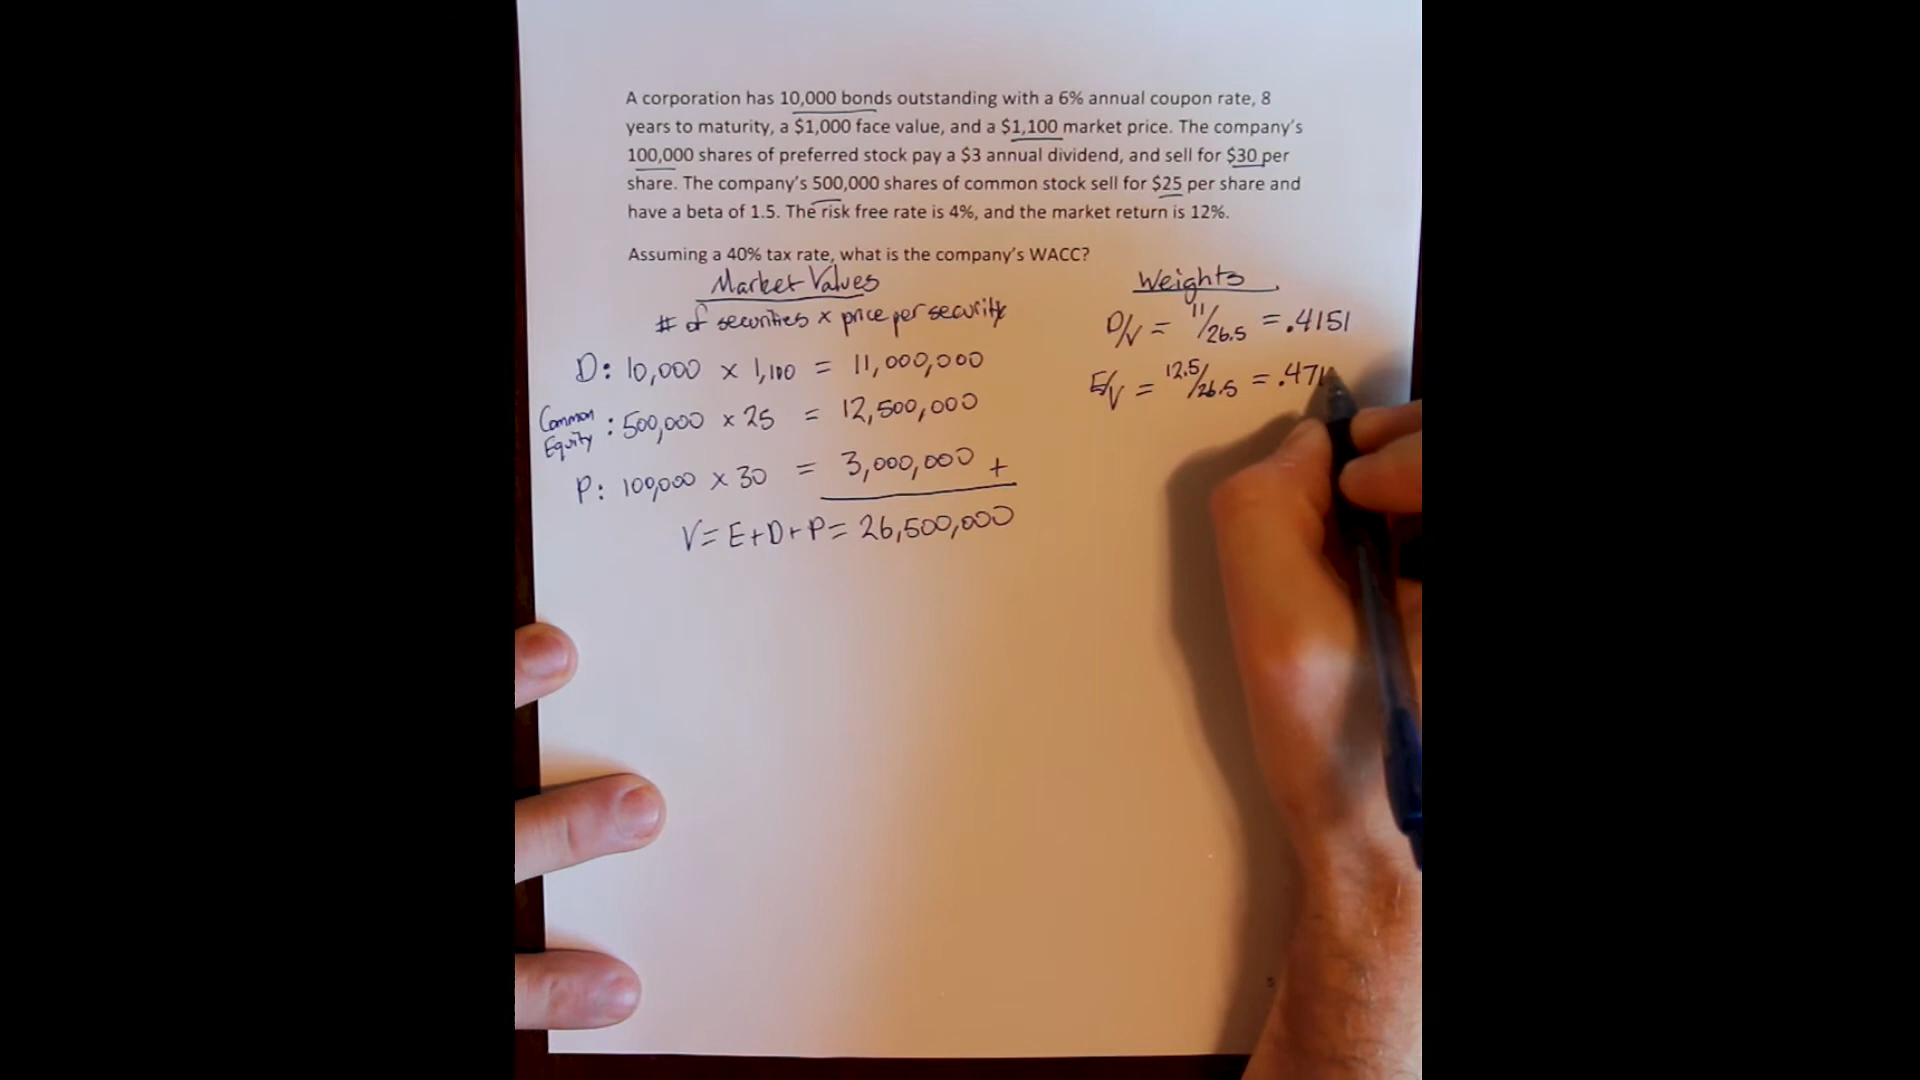 A corporation has 10,000 bonds outstanding with a 6% annual coupon rate, 8
years to maturity, a $1,000 face value, and a $1,100 market price. The company's
100,000 shares of preferred stock pay a $3 annual dividend, and sell for $30 per
share. The company's 500,000 shares of common stock sell for $25 per share and
have a beta of 1.5. The risk free rate is 4%, and the market return is 12%.
Assuming a 40% tax rate, what is the company's WACC?
Market Values
# of securities x price per security
D: 10,000 x 1,100 = 11,000,000
Common
Equity : 500,000 x 25 = 12,500,000
P: 100,000 x 30 = 3,000,000 +
V = E+D+P = 26,500,000
Weights
D/V = 11/26.5 = .4151
E/V = 12.5/26.5 = .471
5